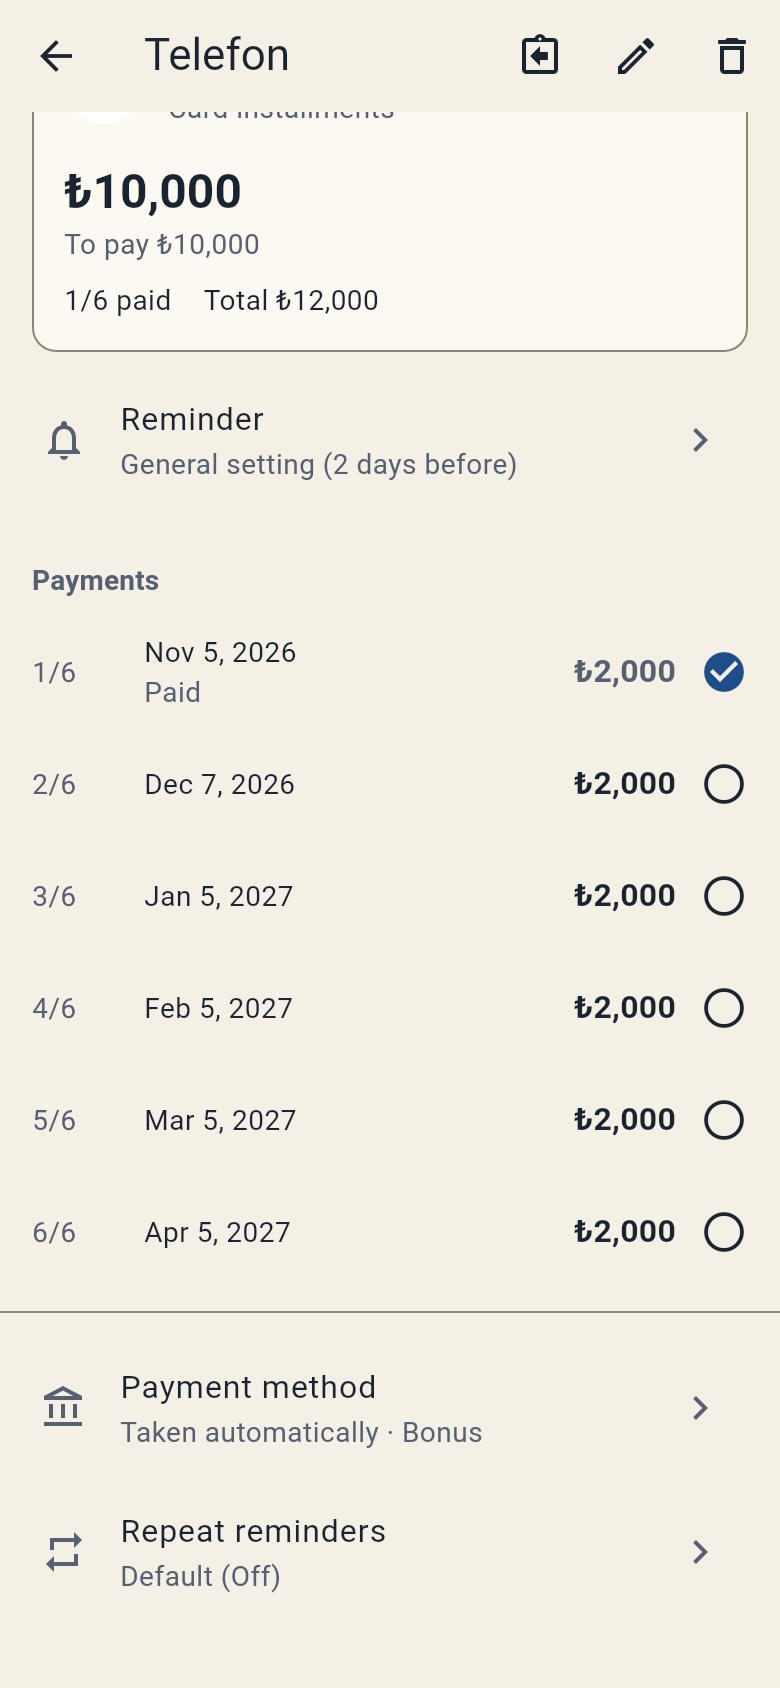 Telefon
Card installments
₺10,000
To pay ₺10,000
1/6 paid Total ₺12,000
Reminder
General setting (2 days before)
Payments
1/6 Nov 5, 2026 ₺2,000
Paid
2/6 Dec 7, 2026 ₺2,000
3/6 Jan 5, 2027 ₺2,000
4/6 Feb 5, 2027 ₺2,000
5/6 Mar 5, 2027 ₺2,000
6/6 Apr 5, 2027 ₺2,000
Payment method
Taken automatically · Bonus
Repeat reminders
Default (Off)